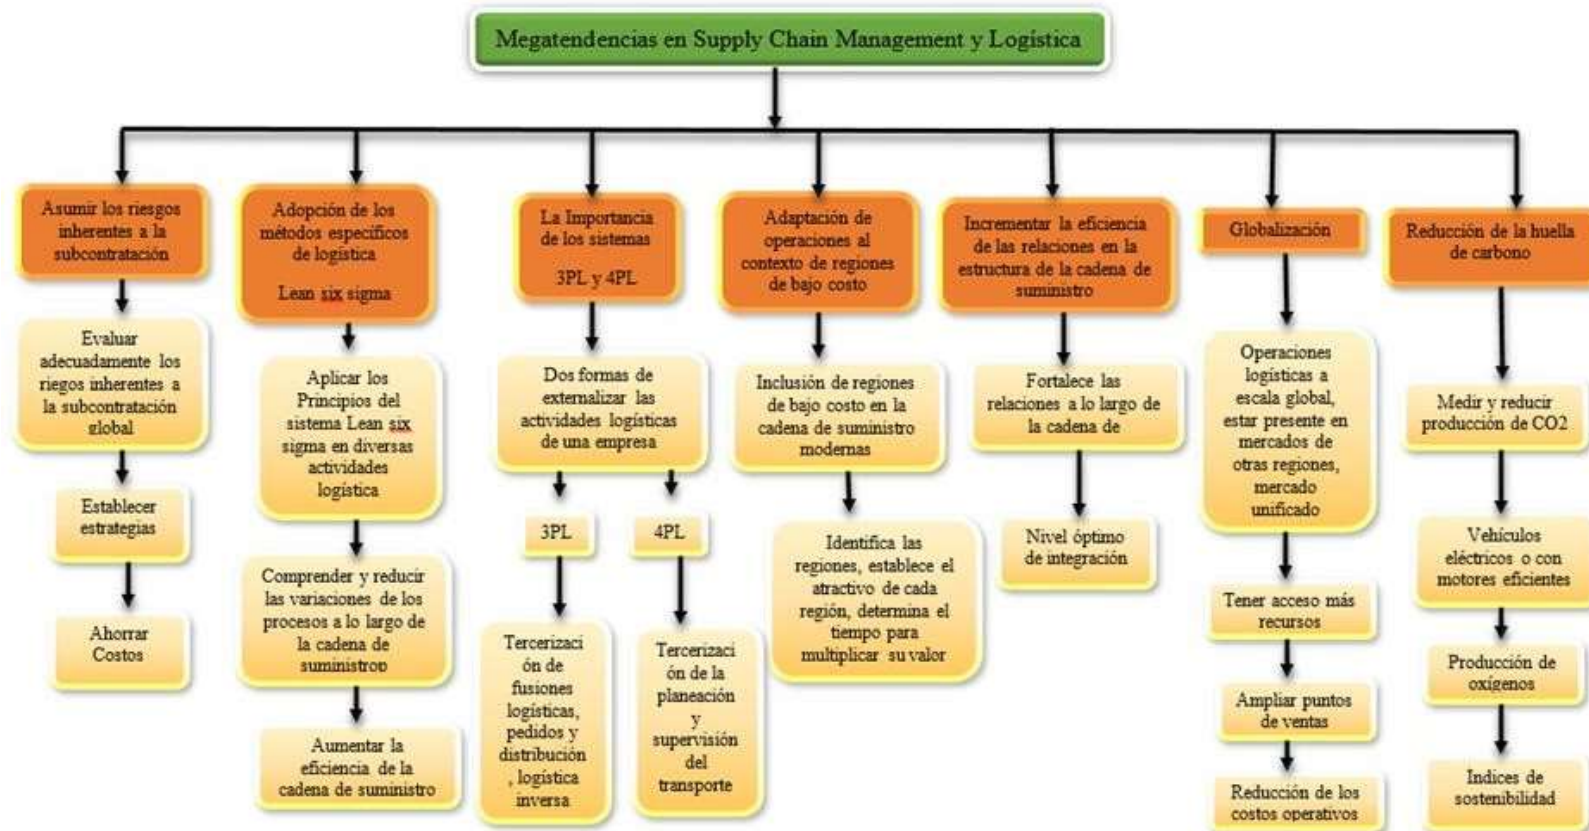 Megatendencias en Supply Chain Management y Logística
Asumir los riesgos
inherentes a la
subcontratación
Evaluar
adecuadamente los
riegos inherentes a
la subcontratación
global
Establecer
estrategias
Ahorrar
Costos
Adopción de los
métodos específicos
de logística
Lean six sigma
Aplicar los
Principios del
sistema Lean six
sigma en diversas
actividades
logística
Comprender y reducir
las variaciones de los
procesos a lo largo de
la cadena de
suministrop
Aumentar la
eficiencia de la
cadena de suministro
La Importancia
de los sistemas
3PL y 4PL
Dos formas de
externalizar las
actividades logísticas
de una empresa
3PL
Tercerizaci
ón de
fusiones
logísticas,
pedidos y
distribución
, logística
inversa
4PL
Tercerizaci
ón de la
planeación
y
supervisión
del
transporte
Adaptación de
operaciones al
contexto de regiones
de bajo costo
Inclusión de regiones
de bajo costo en la
cadena de suministro
modernas
Identifica las
regiones, establece el
atractivo de cada
región, determina el
tiempo para
multiplicar su valor
Incrementar la eficiencia
de las relaciones en la
estructura de la cadena de
suministro
Fortalece las
relaciones a lo largo de
la cadena de
Nivel óptimo
de integración
Globalización
Operaciones
logísticas a
escala global,
estar presente en
mercados de
otras regiones,
mercado
unificado
Tener acceso más
recursos
Ampliar puntos
de ventas
Reducción de los
costos operativos
Reducción de la huella
de carbono
Medir y reducir
producción de CO2
Vehículos
eléctricos o con
motores eficientes
Producción de
oxígenos
Indices de
sostenibilidad